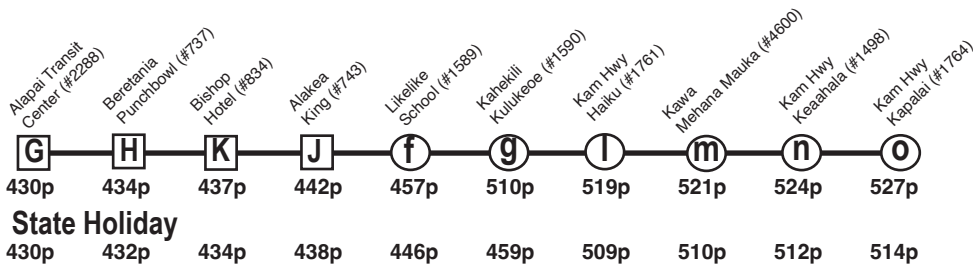 Alapai Transit
Center (#2288)
Beretania
Punchbowl (#737)
Bishop
Hotel (#834)
Alakea
King (#743)
Likelike
School (#1589)
Kahekili
Kulukeoe (#1590)
Kam Hwy
Haiku (#1761)
Kawa
Mehana Mauka (#4600)
Kam Hwy
Keaahala (#1498)
Kam Hwy
Kapalai (#1764)
G H K J f g l m n o
430p 434p 437p 442p 457p 510p 519p 521p 524p 527p
State Holiday
430p 432p 434p 438p 446p 459p 509p 510p 512p 514p